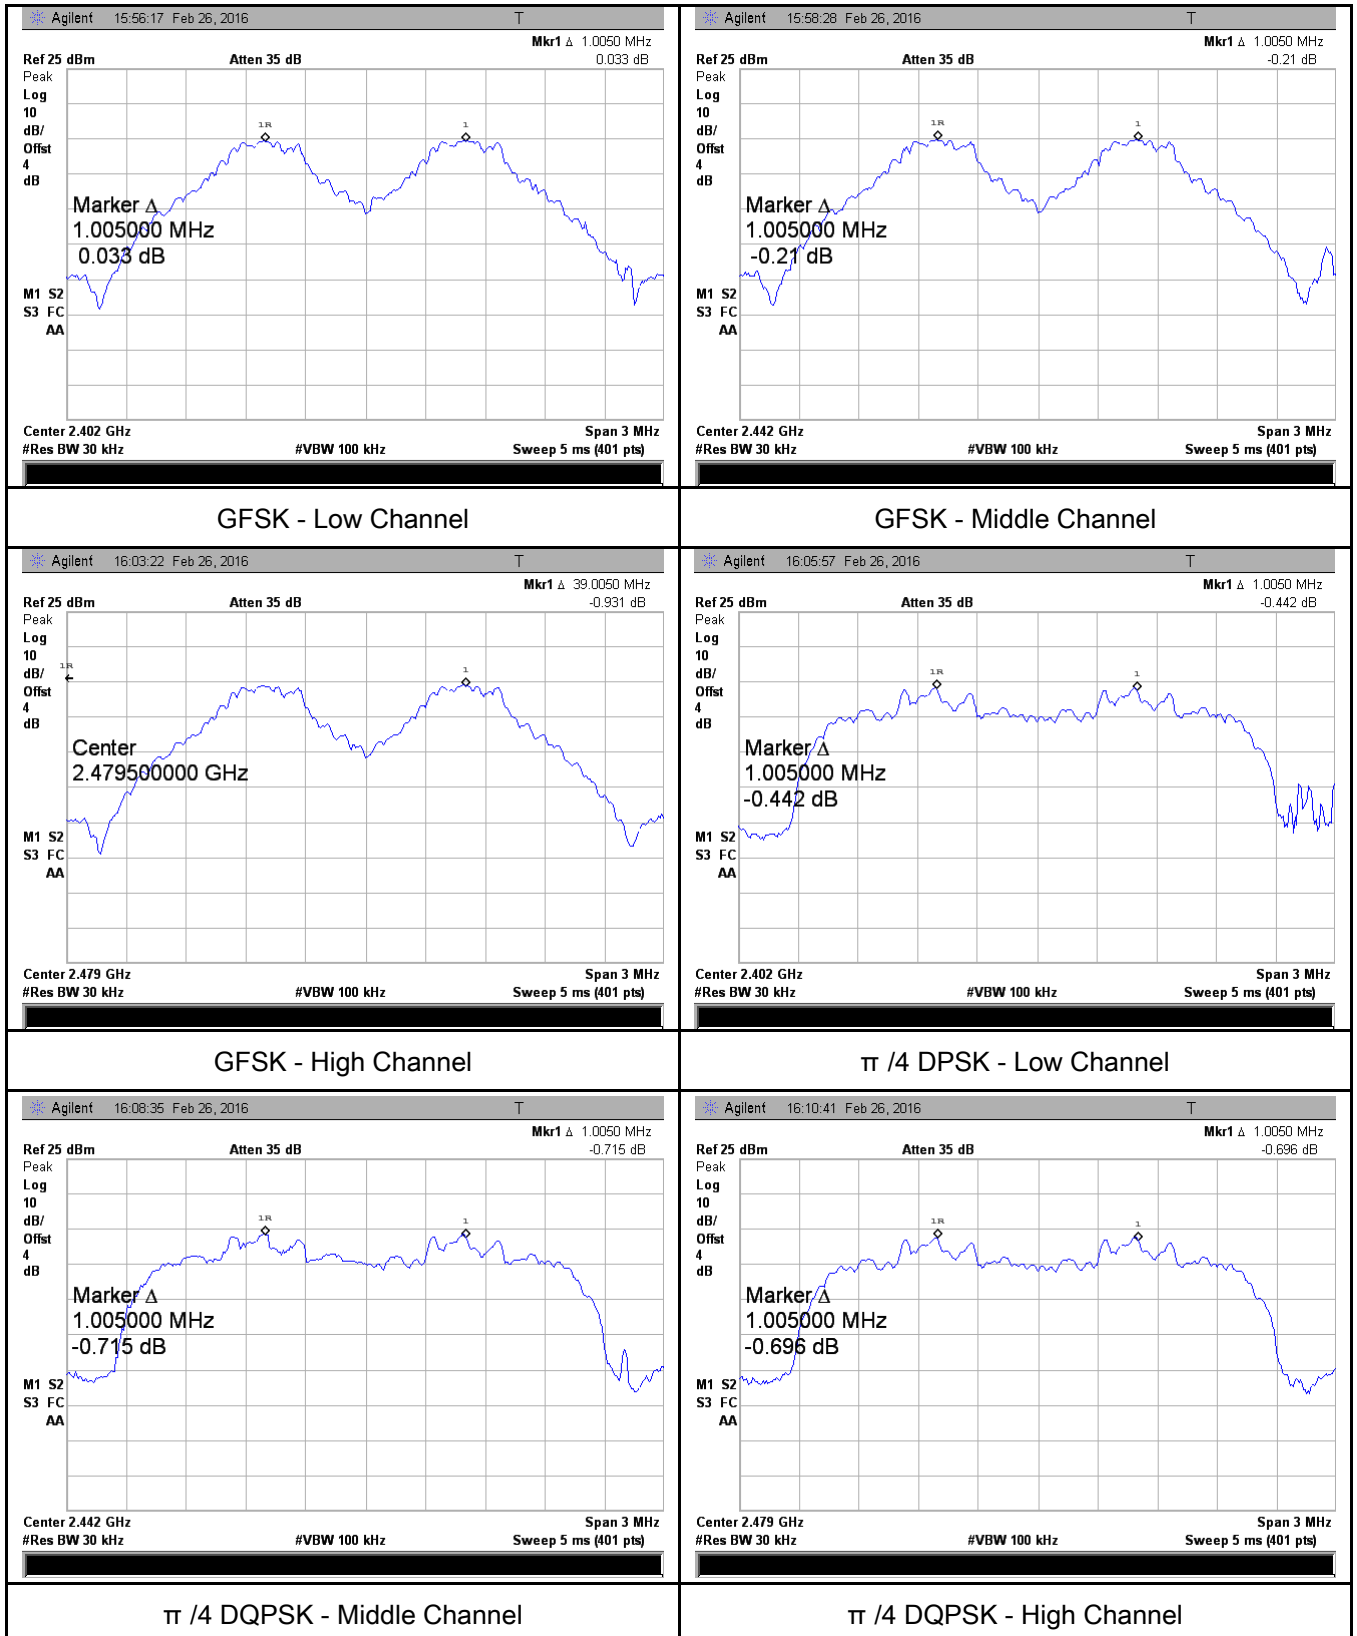 Agilent 15:56:17 Feb 26, 2016 T
Mkr1 Δ 1.0050 MHz
Ref 25 dBm Atten 35 dB 0.033 dB
Peak
Log
10
dB/
Offst
4
dB
1R 1
Marker Δ
1.005000 MHz
0.033 dB
M1 S2
S3 FC
AA
Center 2.402 GHz Span 3 MHz
#Res BW 30 kHz #VBW 100 kHz Sweep 5 ms (401 pts)
GFSK - Low Channel
Agilent 15:58:28 Feb 26, 2016 T
Mkr1 Δ 1.0050 MHz
Ref 25 dBm Atten 35 dB -0.21 dB
Peak
Log
10
dB/
Offst
4
dB
1R 1
Marker Δ
1.005000 MHz
-0.21 dB
M1 S2
S3 FC
AA
Center 2.442 GHz Span 3 MHz
#Res BW 30 kHz #VBW 100 kHz Sweep 5 ms (401 pts)
GFSK - Middle Channel
Agilent 16:03:22 Feb 26, 2016 T
Mkr1 Δ 39.0050 MHz
Ref 25 dBm Atten 35 dB -0.931 dB
Peak
Log
10
dB/
Offst
4
dB
1R 1
Center
2.479500000 GHz
M1 S2
S3 FC
AA
Center 2.479 GHz Span 3 MHz
#Res BW 30 kHz #VBW 100 kHz Sweep 5 ms (401 pts)
GFSK - High Channel
Agilent 16:05:57 Feb 26, 2016 T
Mkr1 Δ 1.0050 MHz
Ref 25 dBm Atten 35 dB -0.442 dB
Peak
Log
10
dB/
Offst
4
dB
1R 1
Marker Δ
1.005000 MHz
-0.442 dB
M1 S2
S3 FC
AA
Center 2.402 GHz Span 3 MHz
#Res BW 30 kHz #VBW 100 kHz Sweep 5 ms (401 pts)
π /4 DPSK - Low Channel
Agilent 16:08:35 Feb 26, 2016 T
Mkr1 Δ 1.0050 MHz
Ref 25 dBm Atten 35 dB -0.715 dB
Peak
Log
10
dB/
Offst
4
dB
1R 1
Marker Δ
1.005000 MHz
-0.715 dB
M1 S2
S3 FC
AA
Center 2.442 GHz Span 3 MHz
#Res BW 30 kHz #VBW 100 kHz Sweep 5 ms (401 pts)
π /4 DQPSK - Middle Channel
Agilent 16:10:41 Feb 26, 2016 T
Mkr1 Δ 1.0050 MHz
Ref 25 dBm Atten 35 dB -0.696 dB
Peak
Log
10
dB/
Offst
4
dB
1R 1
Marker Δ
1.005000 MHz
-0.696 dB
M1 S2
S3 FC
AA
Center 2.479 GHz Span 3 MHz
#Res BW 30 kHz #VBW 100 kHz Sweep 5 ms (401 pts)
π /4 DQPSK - High Channel